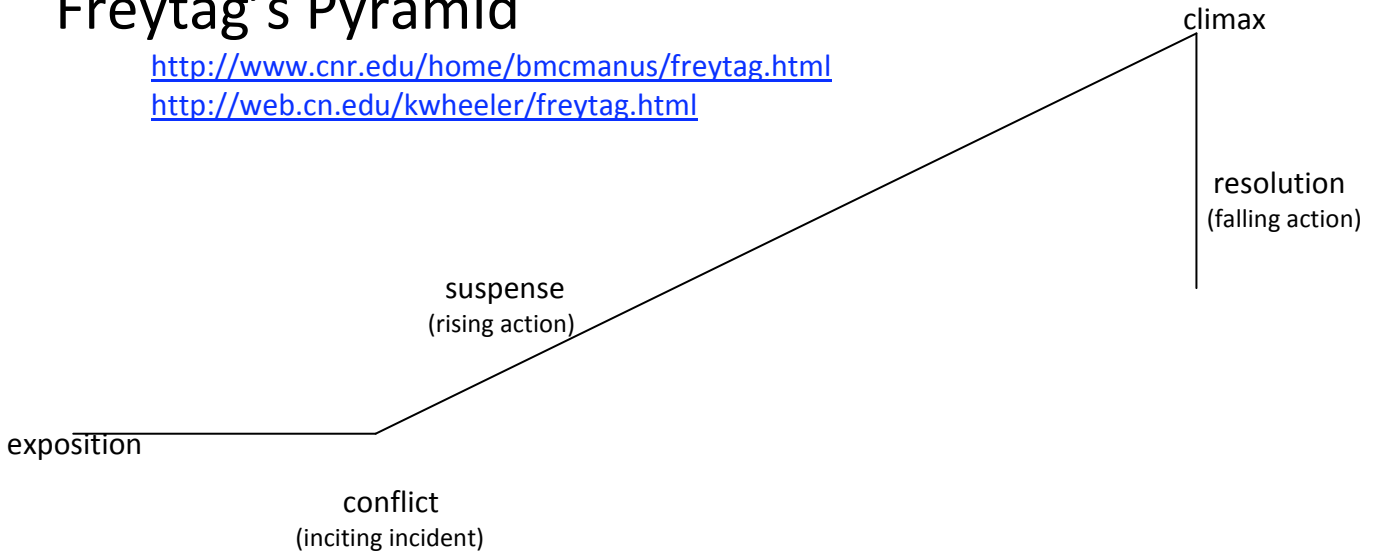 Freytag's Pyramid
climax
http://www.cnr.edu/home/bmcmanus/freytag.html
http://web.cn.edu/kwheeler/freytag.html
resolution
(falling action)
suspense
(rising action)
exposition
conflict
(inciting incident)